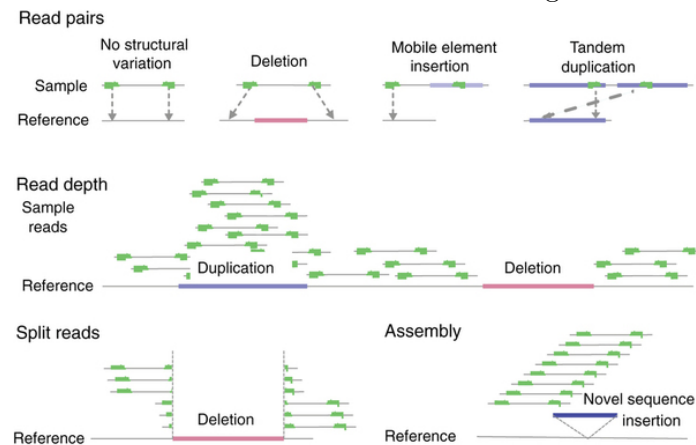 Read pairs
No structural
variation
Deletion
Mobile element
insertion
Tandem
duplication
Sample
Reference
Read depth
Sample
reads
Duplication
Deletion
Reference
Split reads
Deletion
Reference
Assembly
Novel sequence
insertion
Reference